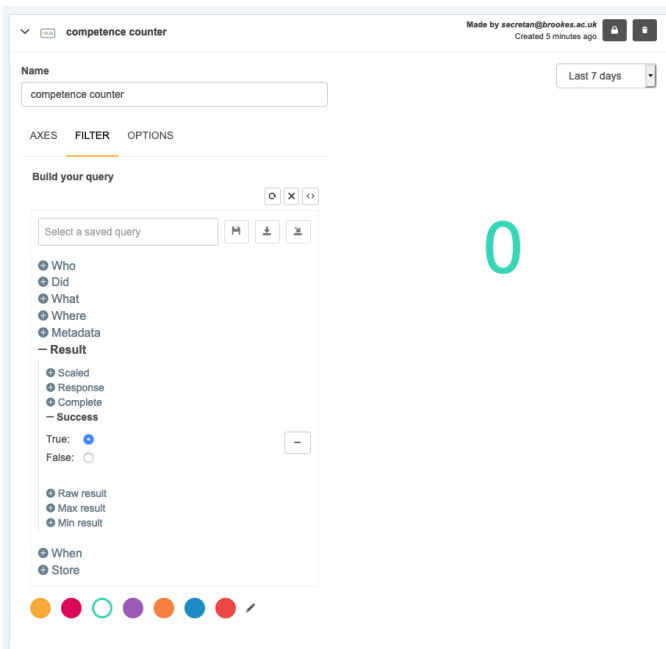 competence counter
Made by secretan@brookes.ac.uk
Created 5 minutes ago
Name
competence counter
Last 7 days
AXES FILTER OPTIONS
Build your query
Select a saved query
0
Who
Did
What
Where
Metadata
Result
Scaled
Response
Complete
Success
True:
False:
Raw result
Max result
Min result
When
Store